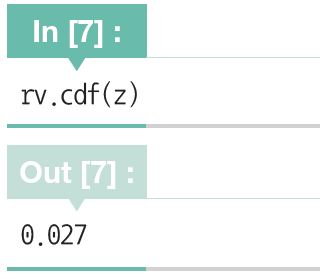 In [7] :
rv.cdf(z)
Out [7] :
0.027